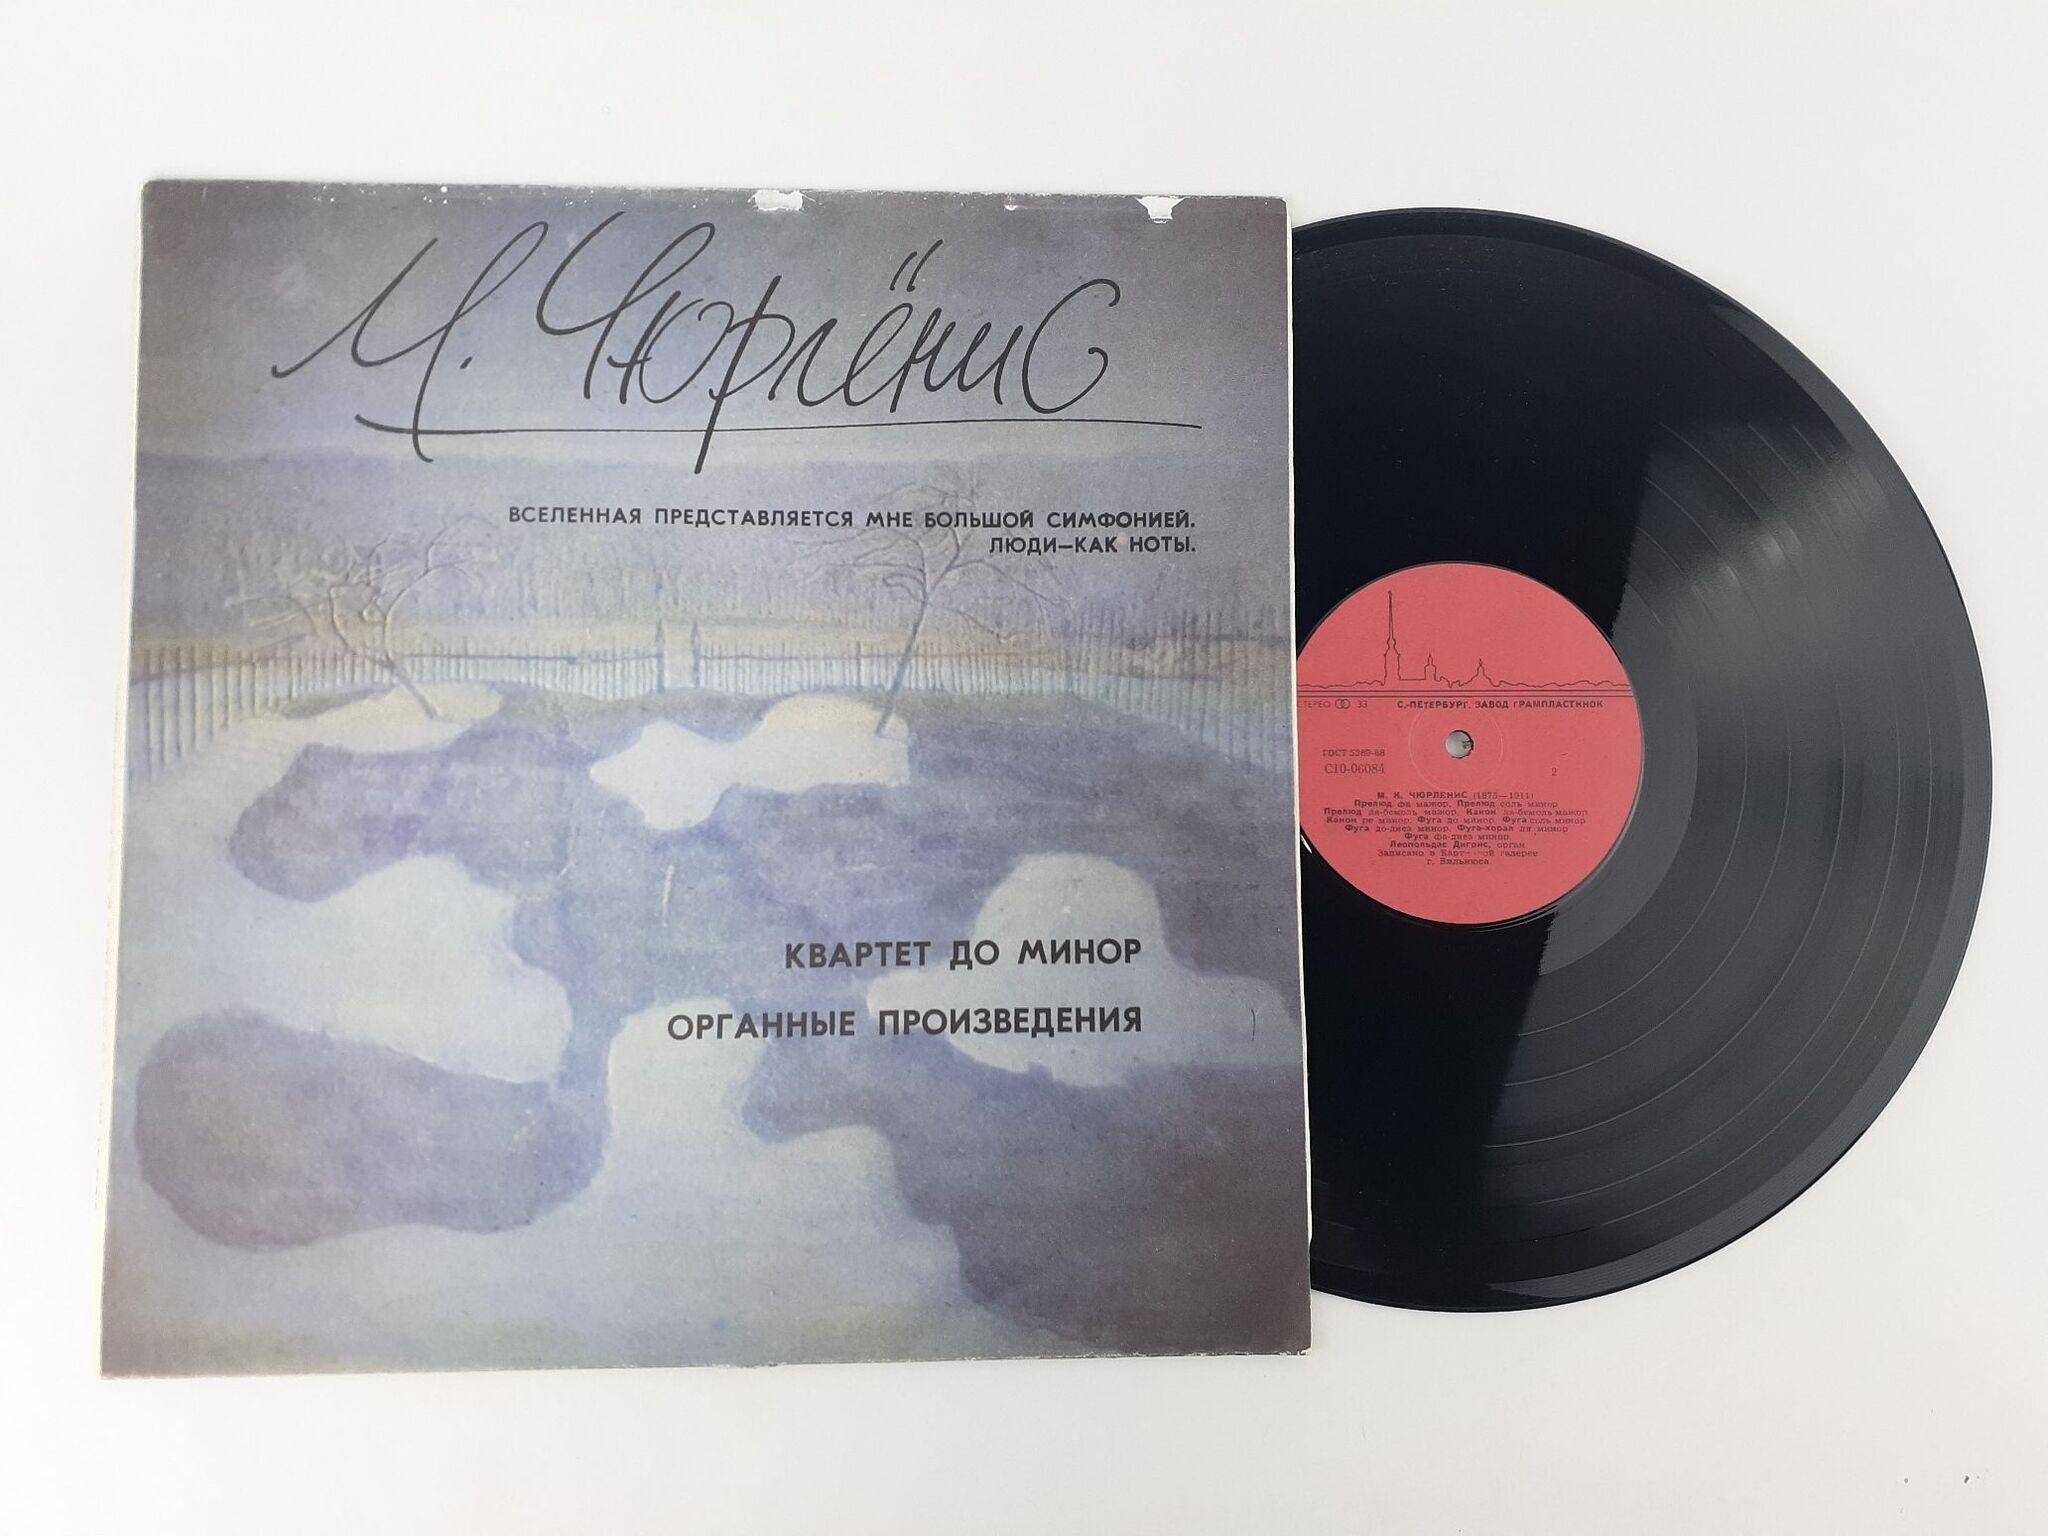 М. Чюрлёнис
ВСЕЛЕННАЯ ПРЕДСТАВЛЯЕТСЯ МНЕ БОЛЬШОЙ СИМФОНИЕЙ.
ЛЮДИ—КАК НОТЫ.
КВАРТЕТ ДО МИНОР
ОРГАННЫЕ ПРОИЗВЕДЕНИЯ
СТЕРЕО 33 С.-ПЕТЕРБУРГ. ЗАВОД ГРАМПЛАСТИНОК
ГОСТ 5289-88
С10-06084 2
М. К. ЧЮРЛЕНИС (1875—1911)
Прелюд фа мажор. Прелюд соль минор
Прелюд ля-бемоль мажор. Канон ля-бемоль мажор
Канон ре минор. Фуга до минор. Фуга соль минор
Фуга до-диез минор. Фуга-хорал ля минор
Фуга фа-диез минор
Леопольдас Дигрис, орган
Записано в галерее
г. Вильнюса